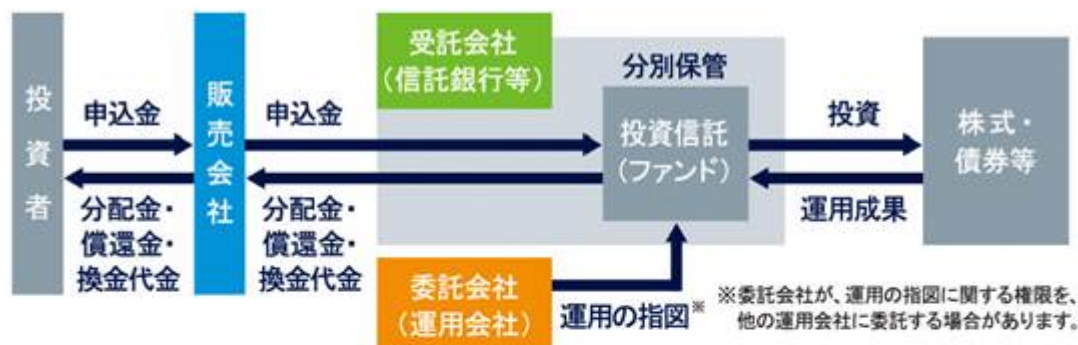 投資者
申込金
分配金・
償還金・
換金代金
販売会社
申込金
分配金・
償還金・
換金代金
受託会社
（信託銀行等）
分別保管
投資信託
（ファンド）
委託会社
（運用会社）
運用の指図※
投資
運用成果
株式・
債券等
※委託会社が、運用の指図に関する権限を、
他の運用会社に委託する場合があります。